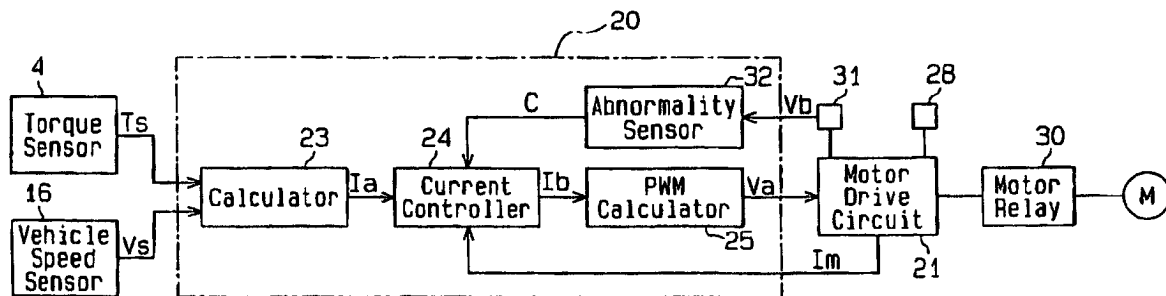 20
4
Torque
Sensor
Ts
16
Vehicle
Speed
Sensor
Vs
23
Calculator
Ia
24
Current
Controller
C
32
Abnormality
Sensor
Vb
31
28
Ib
PWM
Calculator
25
Va
Motor
Drive
Circuit
21
Im
30
Motor
Relay
M